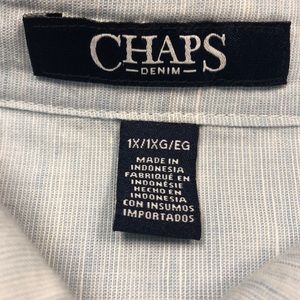 CHAPS
DENIM
1X/1XG/EG
MADE IN
INDONESIA
FABRIQUÉ EN
INDONÉSIE
HECHO EN
INDONESIA
CON INSUMOS
IMPORTADOS